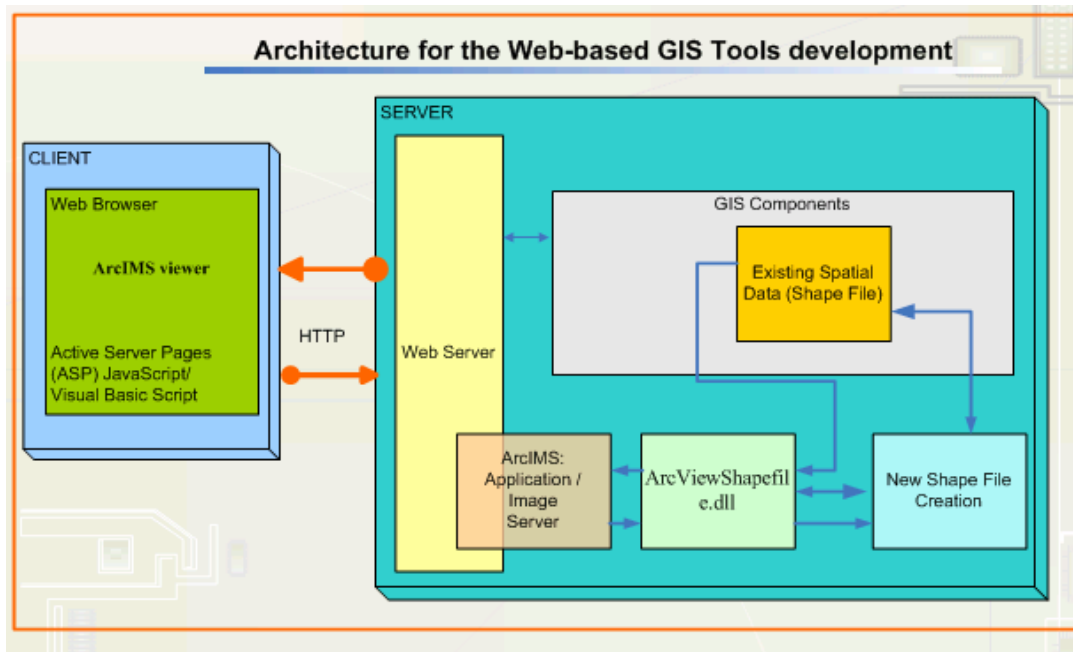 Architecture for the Web-based GIS Tools development
SERVER
CLIENT
Web Browser
ArcIMS viewer
Active Server Pages
(ASP) JavaScript/
Visual Basic Script
HTTP
Web Server
GIS Components
Existing Spatial
Data (Shape File)
ArcIMS:
Application /
Image
Server
ArcViewShapefil
e.dll
New Shape File
Creation